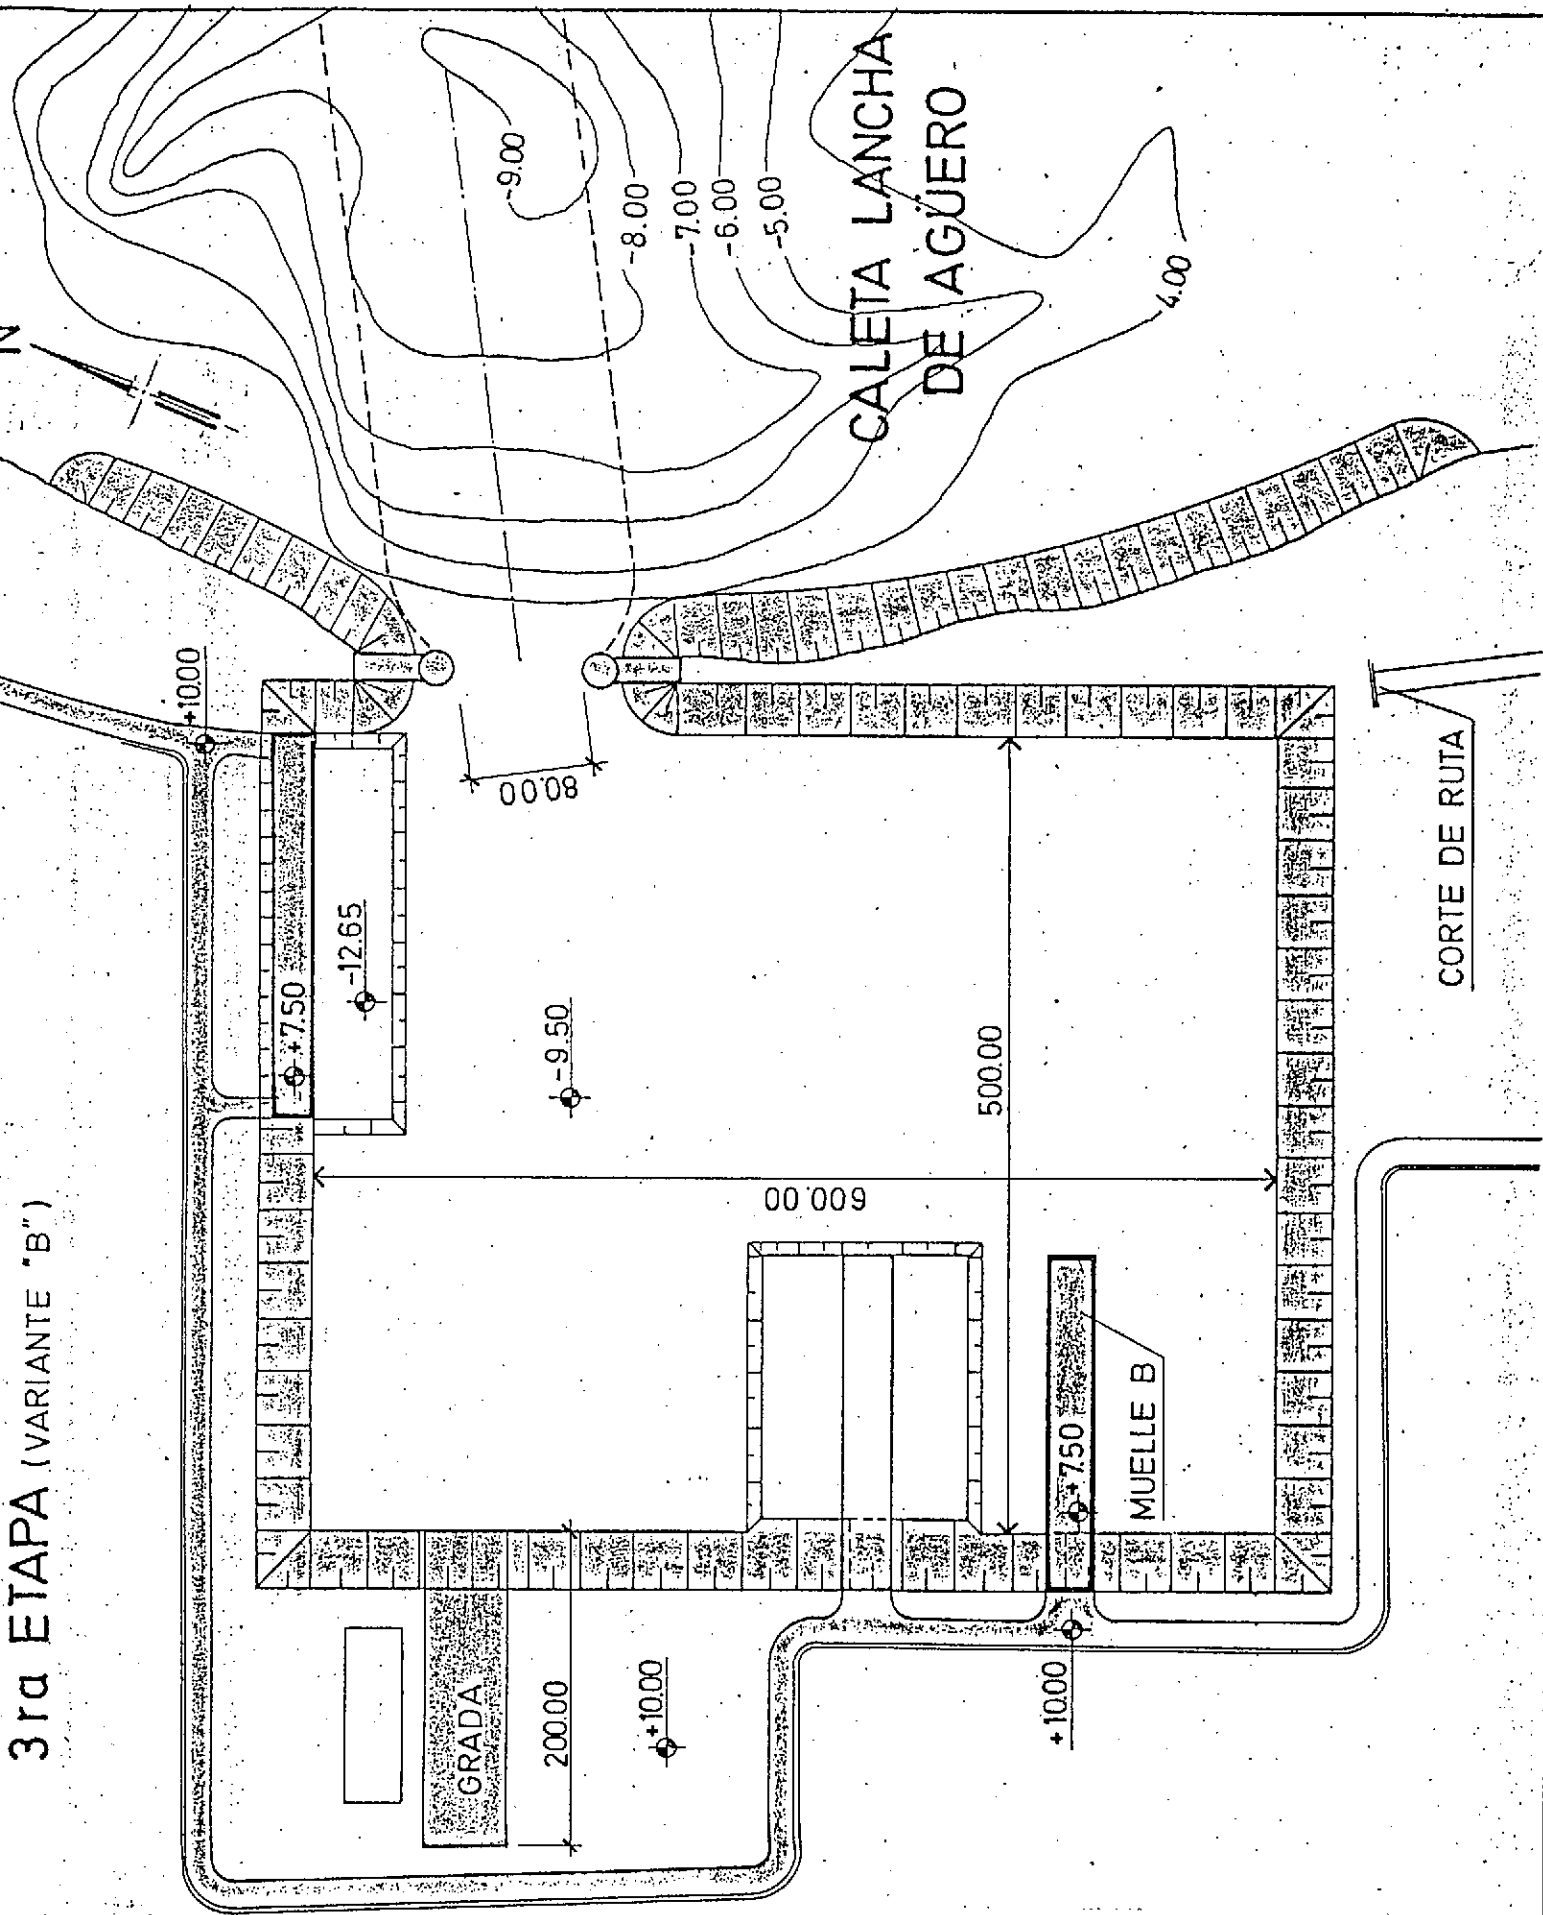 3ra ETAPA (VARIANTE "B")
N
+10.00
+7.50
-12.65
-9.50
80.00
600.00
500.00
-9.00
-8.00
-7.00
-6.00
-5.00
4.00
CALETA LANCHA
DE AGÜERO
GRADA
200.00
+10.00
+10.00
+7.50
MUELLE B
CORTE DE RUTA